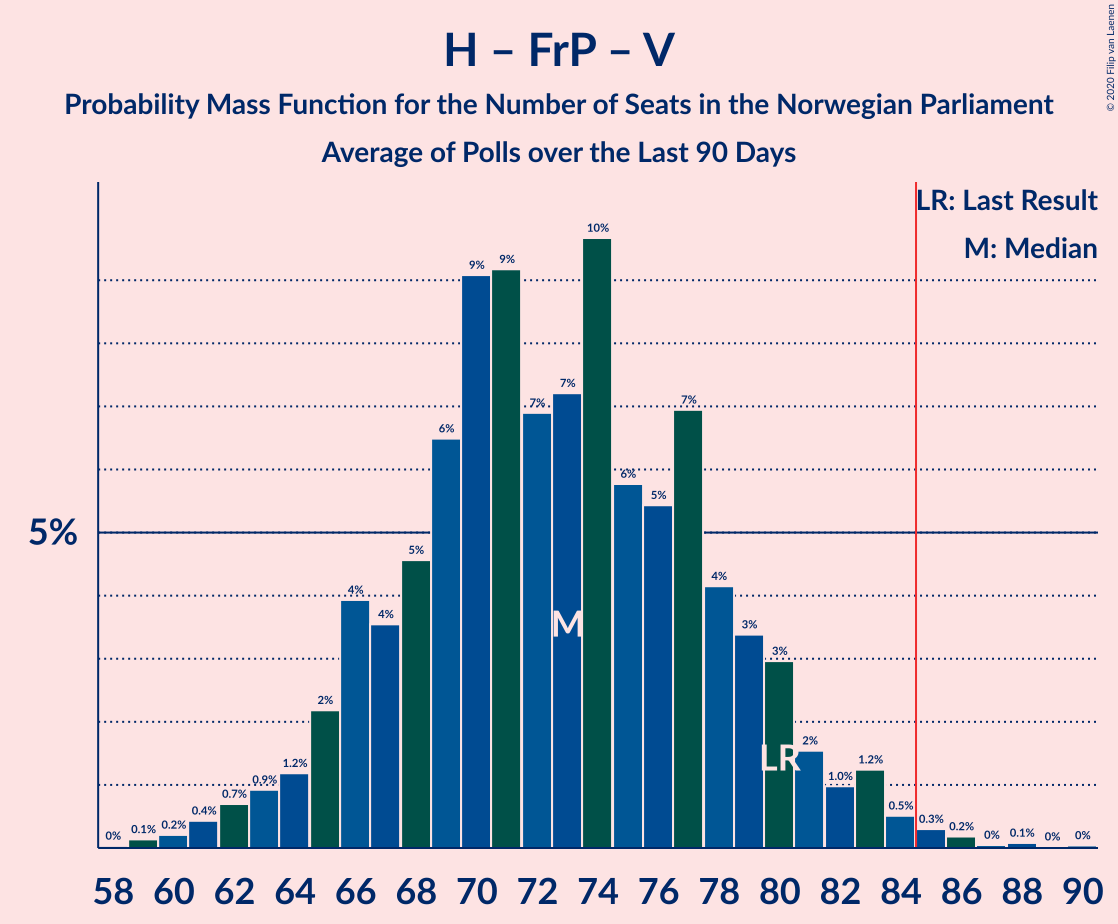 H – FrP – V
Probability Mass Function for the Number of Seats in the Norwegian Parliament
Average of Polls over the Last 90 Days
© 2020 Filip van Laenen
LR: Last Result
M: Median
5%
0% 0.1% 0.2% 0.4% 0.7% 0.9% 1.2% 2% 4% 4% 5% 6% 9% 9% 7% 7% 10% 6% 5% 7% 4% 3% 3% 2% 1.0% 1.2% 0.5% 0.3% 0.2% 0% 0.1% 0% 0%
M
LR
58 60 62 64 66 68 70 72 74 76 78 80 82 84 86 88 90